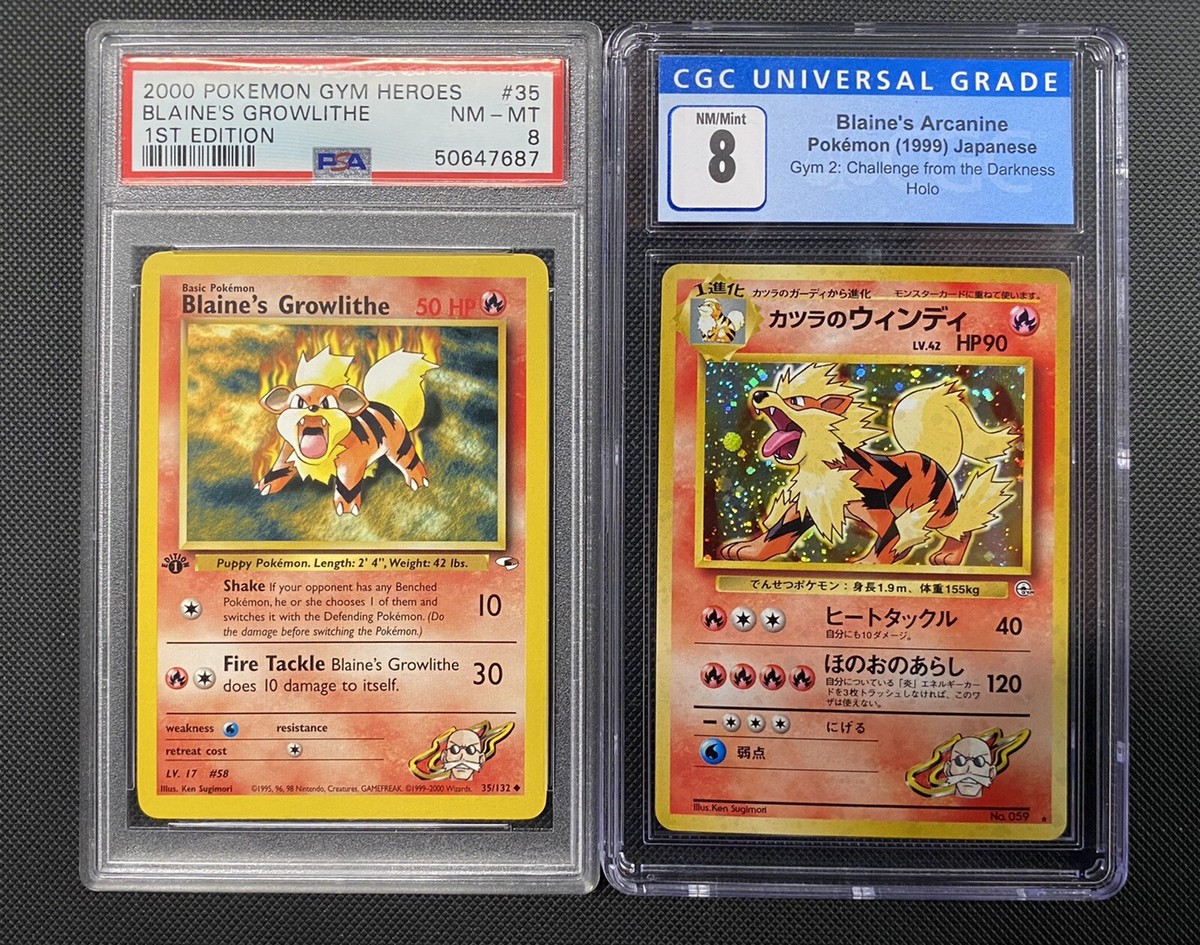 2000 POKEMON GYM HEROES #35
BLAINE'S GROWLITHE NM - MT
1ST EDITION 8
PSA 50647687
Basic Pokémon
Blaine's Growlithe 50 HP
EDITION 1
Puppy Pokémon. Length: 2' 4", Weight: 42 lbs.
Shake If your opponent has any Benched
Pokémon, he or she chooses 1 of them and
switches it with the Defending Pokémon. (Do
the damage before switching the Pokémon.)
10
Fire Tackle Blaine's Growlithe
does 10 damage to itself.
30
weakness resistance
retreat cost
LV. 17 #58
Illus. Ken Sugimori ©1995, 96, 98 Nintendo, Creatures, GAMEFREAK. ©1999-2000 Wizards. 35/132
CGC UNIVERSAL GRADE
NM/Mint
8
Blaine's Arcanine
Pokémon (1999) Japanese
Gym 2: Challenge from the Darkness
Holo
1進化 カツラのガーディから進化 モンスターカードに重ねて使います。
カツラのウィンディ
LV.42 HP90
でんせつポケモン：身長1.9m、体重155kg
ヒートタックル
自分にも10ダメージ。
40
ほのおのあらし
自分についている「炎」エネルギーカー
ドを3枚トラッシュしなければ、このワ
ザは使えない。
120
にげる
弱点
Illus.Ken Sugimori
No. 059